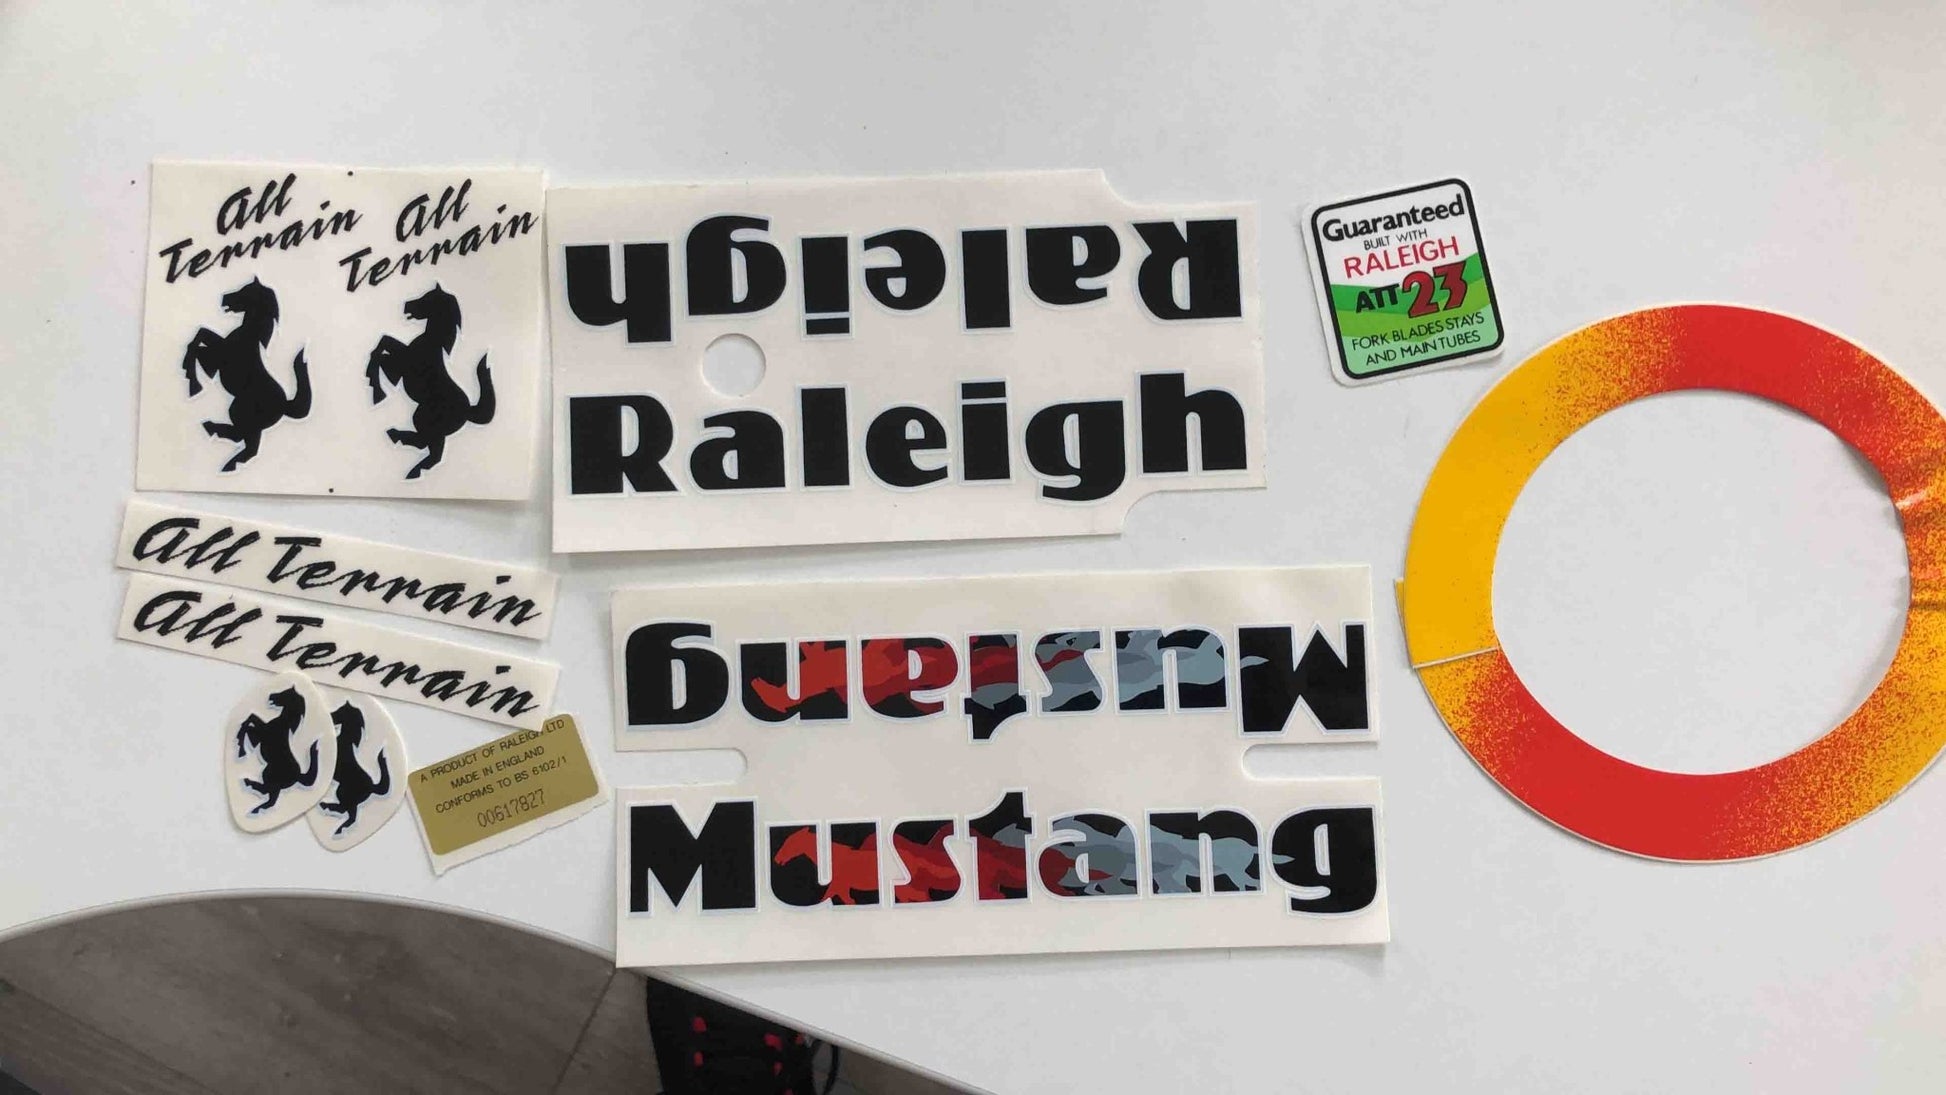 All
Terrain
All
Terrain
Raleigh
Raleigh
Guaranteed
BUILT WITH
RALEIGH
ATT 23
FORK BLADES STAYS
AND MAIN TUBES
All Terrain
All Terrain
A PRODUCT OF RALEIGH LTD
MADE IN ENGLAND
CONFORMS TO BS 6102/1
00617827
Mustang
Mustang